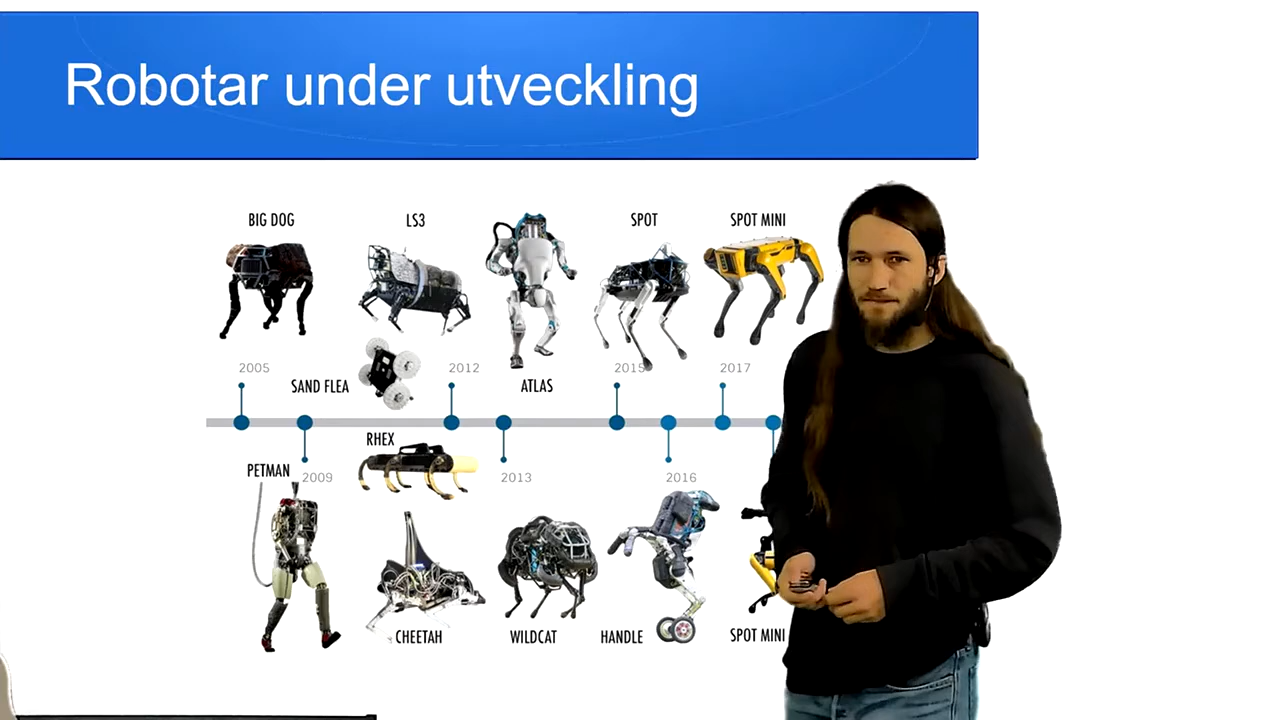 Robotar under utveckling
BIG DOG
LS3
SPOT
SPOT MINI
2005
SAND FLEA
2012
ATLAS
2015
2017
RHEX
PETMAN
2009
2013
2016
CHEETAH
WILDCAT
HANDLE
SPOT MINI